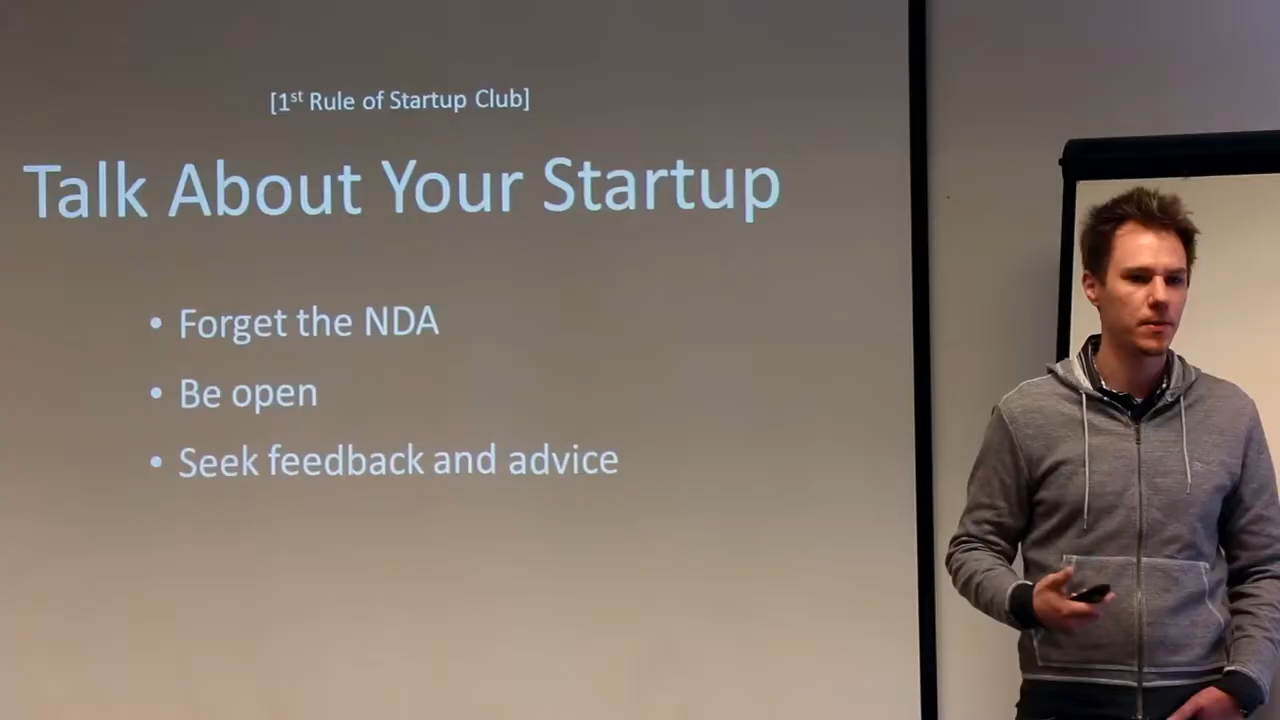 [1st Rule of Startup Club]
Talk About Your Startup
• Forget the NDA
• Be open
• Seek feedback and advice